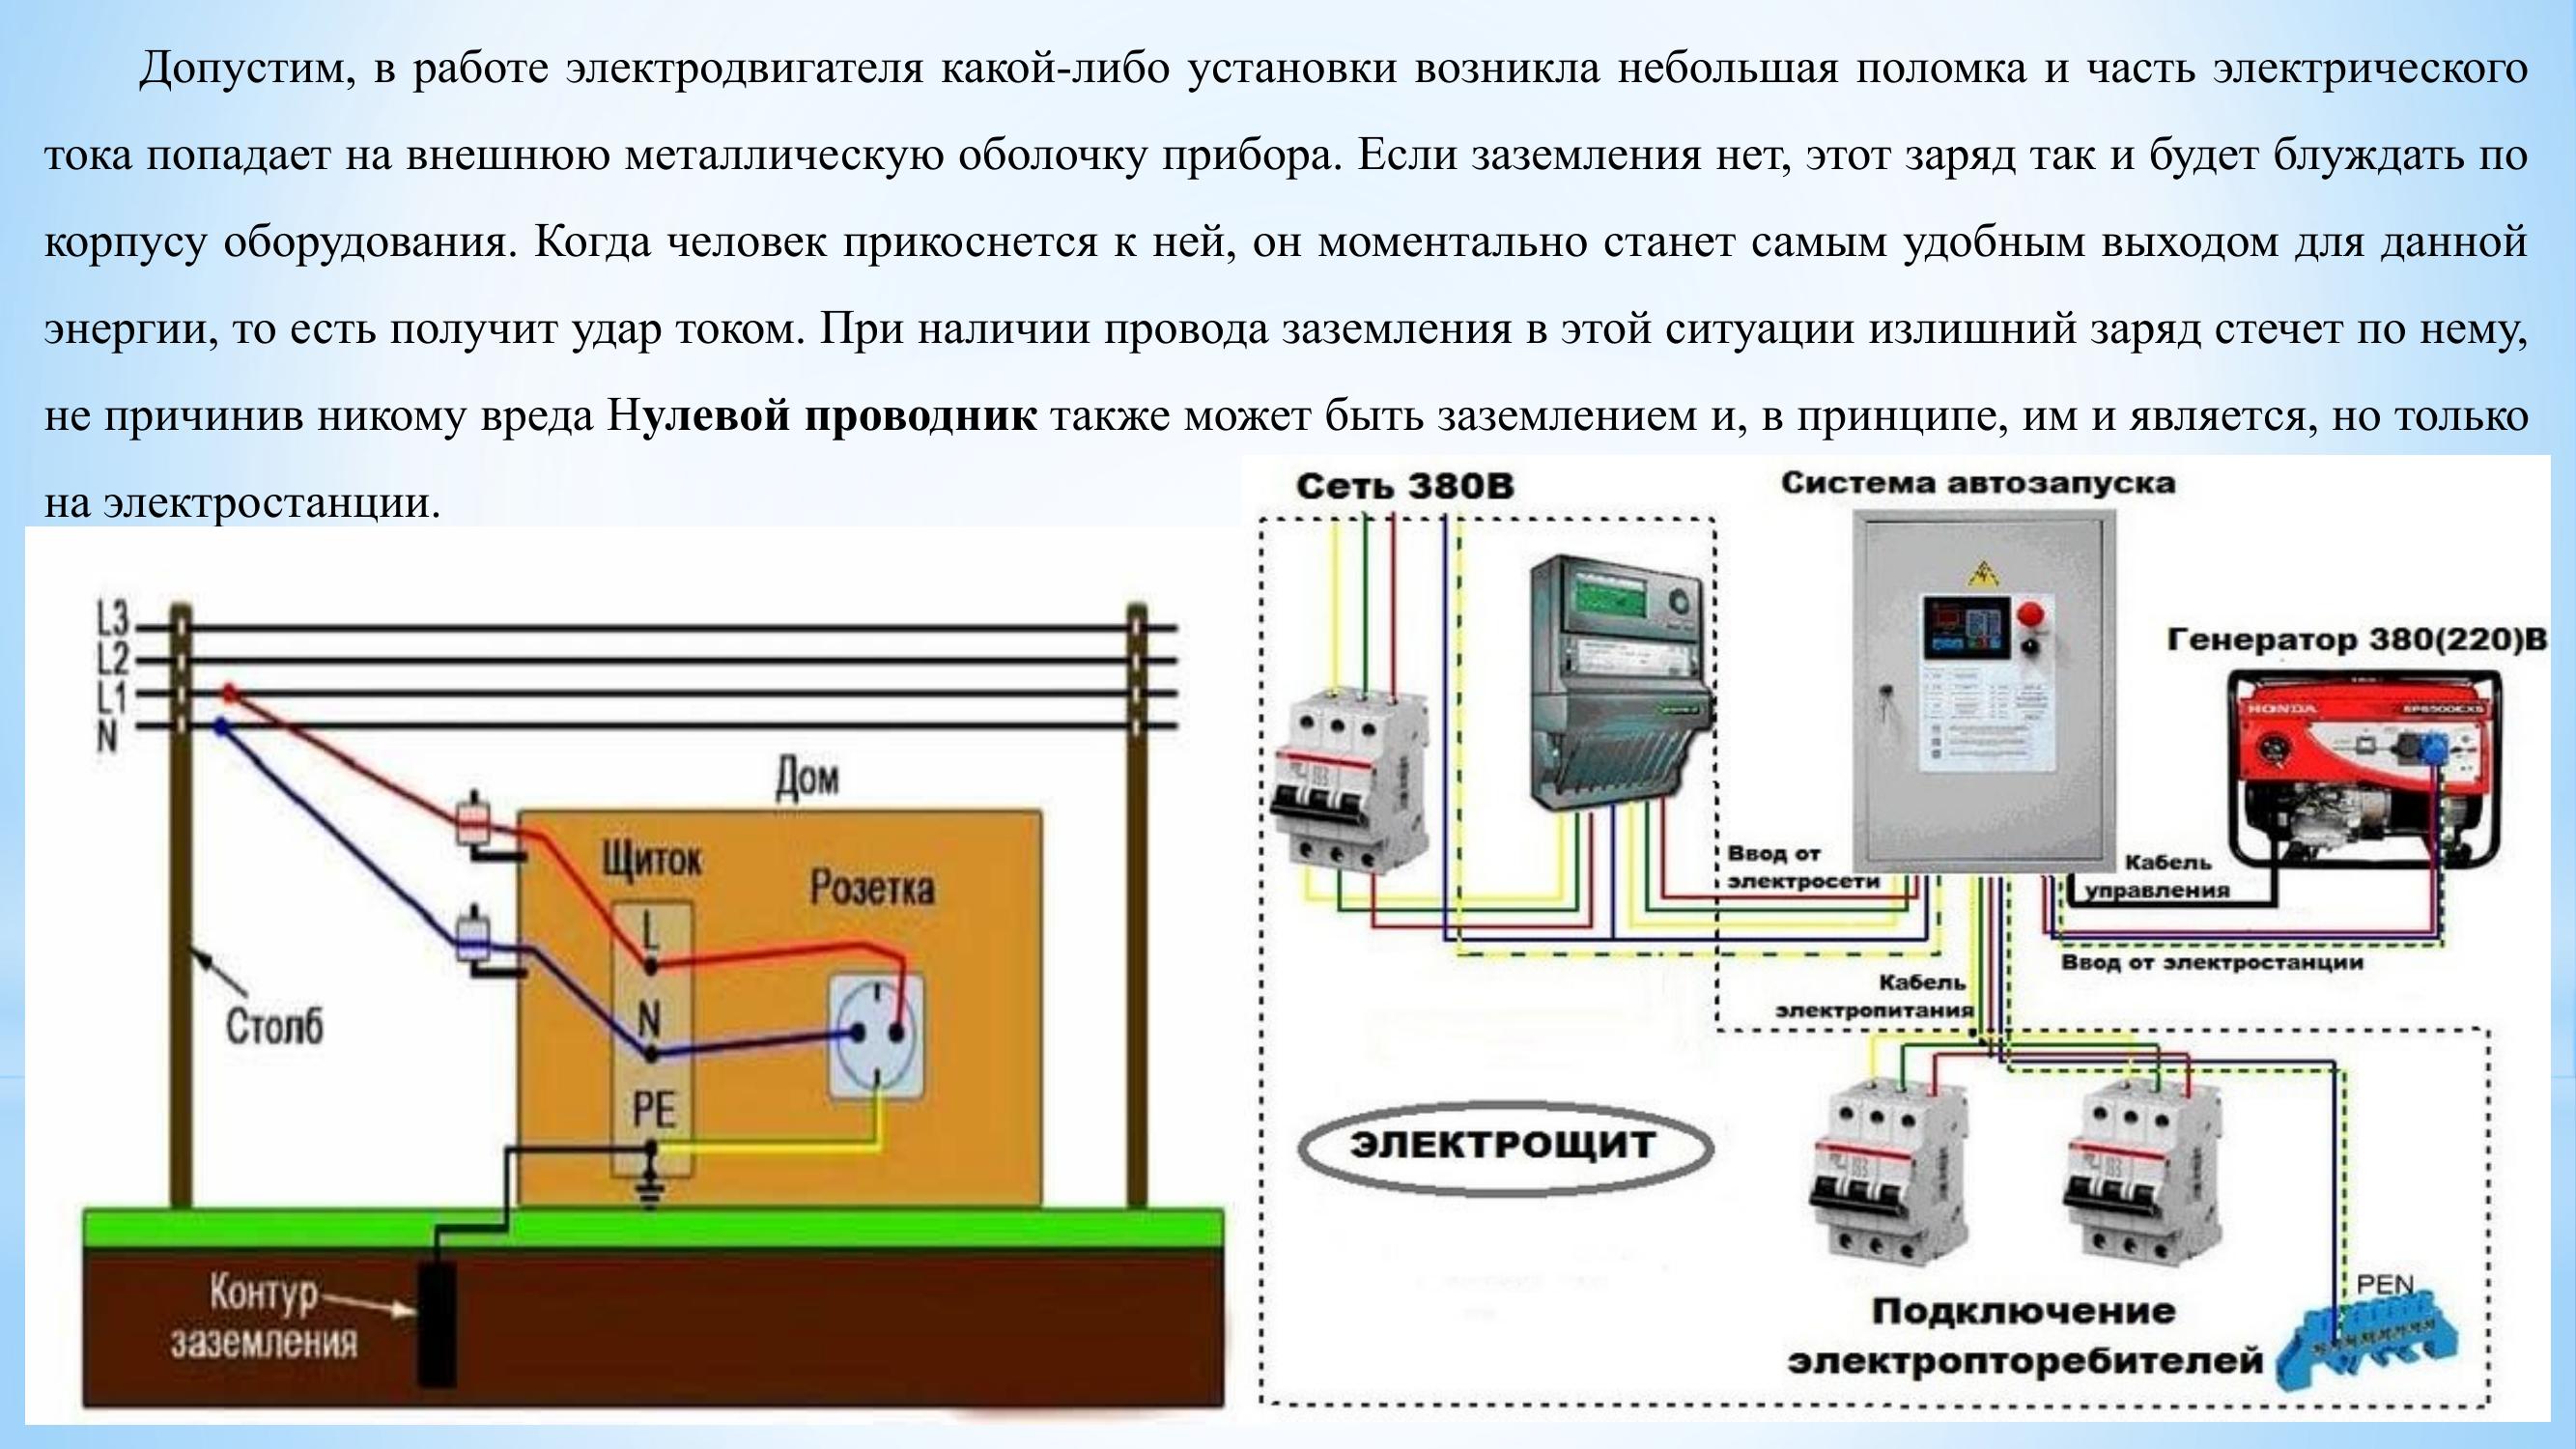 Допустим, в работе электродвигателя какой-либо установки возникла небольшая поломка и часть электрического
тока попадает на внешнюю металлическую оболочку прибора. Если заземления нет, этот заряд так и будет блуждать по
корпусу оборудования. Когда человек прикоснется к ней, он моментально станет самым удобным выходом для данной
энергии, то есть получит удар током. При наличии провода заземления в этой ситуации излишний заряд стечет по нему,
не причинив никому вреда Нулевой проводник также может быть заземлением и, в принципе, им и является, но только
на электростанции.
L3
L2
L1
N
Дом
Щиток
Розетка
L
N
PE
Столб
Контур
заземления
Сеть 380В
Система автозапуска
Генератор 380(220)В
HONDA
EP6500CXS
Ввод от
электросети
Кабель
управления
Ввод от электростанции
Кабель
электропитания
ЭЛЕКТРОЩИТ
PEN
Подключение
электропторебителей